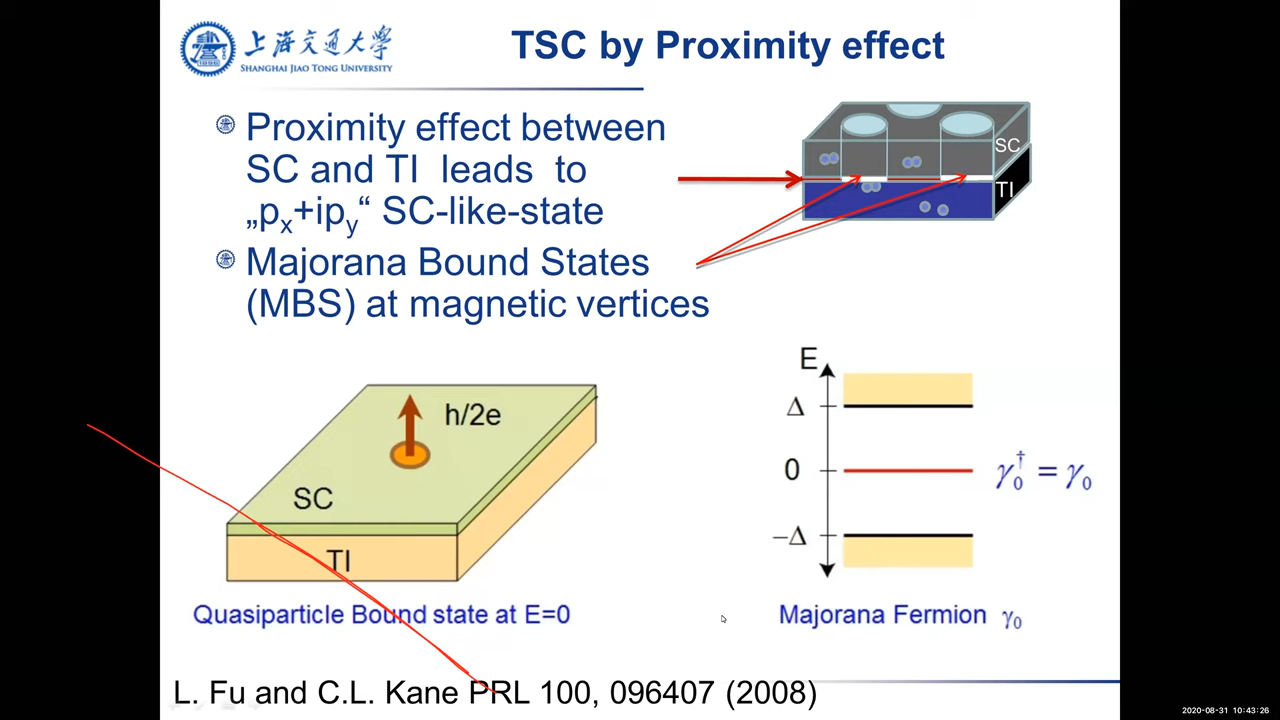 上海交通大学
SHANGHAI JIAO TONG UNIVERSITY
TSC by Proximity effect
Proximity effect between
SC and TI leads to
„pₓ+ipᵧ“ SC-like-state
Majorana Bound States
(MBS) at magnetic vertices
SC
TI
h/2e
SC
TI
Quasiparticle Bound state at E=0
E
Δ
0
−Δ
γ₀† = γ₀
Majorana Fermion γ₀
L. Fu and C.L. Kane PRL 100, 096407 (2008)
2020-08-31 10:43:26